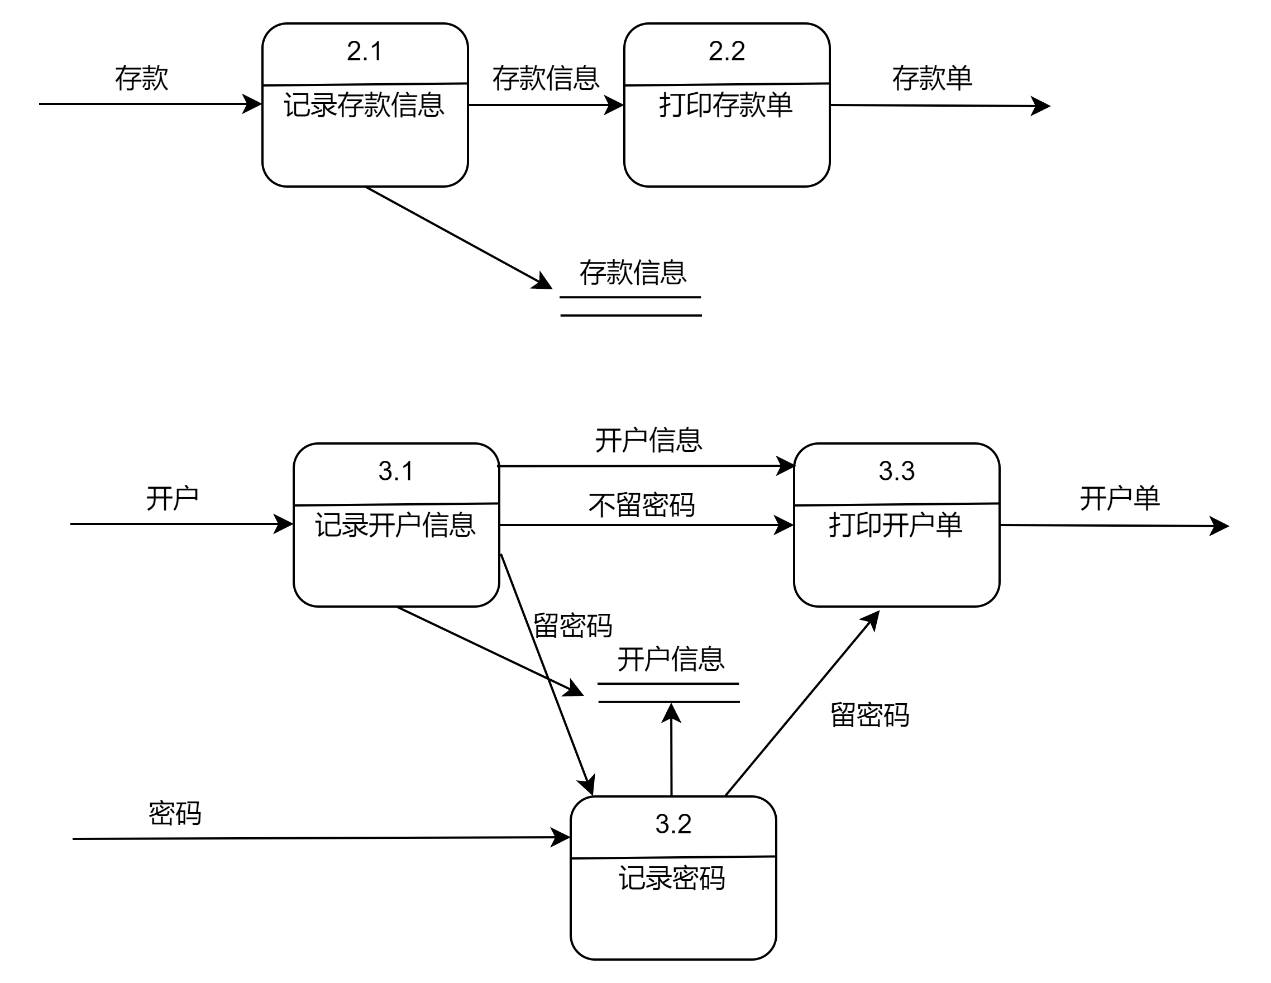 2.1
2.2
存款
存款信息
存款单
记录存款信息
打印存款单
存款信息
开户信息
3.1
3.3
开户
不留密码
开户单
记录开户信息
打印开户单
留密码
开户信息
留密码
密码
3.2
记录密码